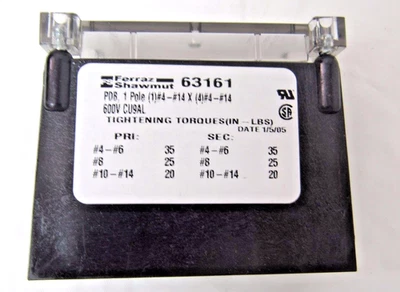 Ferraz Shawmut 63161
PDB, 1 Pole (1)#4-#14 X (4)#4-#14
600V CU9AL
TIGHTENING TORQUES(IN-LBS)
DATE 1/5/05
PRI: SEC:
#4-#6 35 #4-#6 35
#8 25 #8 25
#10-#14 20 #10-#14 20